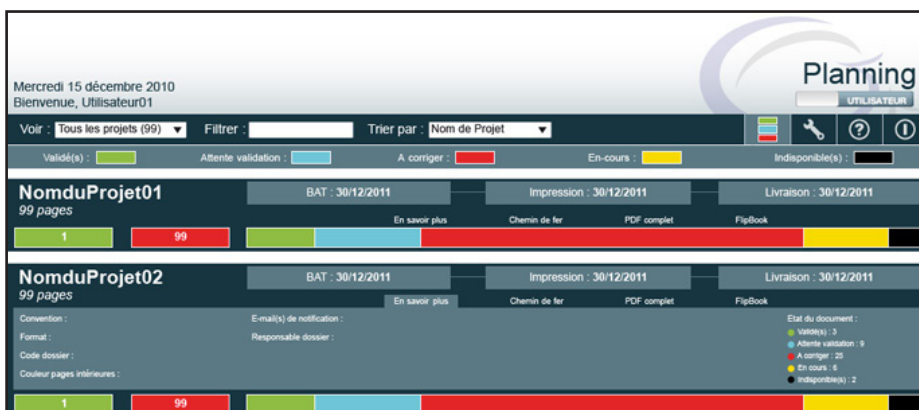 Planning
Mercredi 15 décembre 2010
Bienvenue, Utilisateur01
UTILISATEUR
Voir : Tous les projets (99) Filtrer : Trier par : Nom de Projet
Validé(s) : Attente validation : A corriger : En-cours : Indisponible(s) :
NomduProjet01 BAT : 30/12/2011 Impression : 30/12/2011 Livraison : 30/12/2011
99 pages
En savoir plus Chemin de fer PDF complet FlipBook
1 99
NomduProjet02 BAT : 30/12/2011 Impression : 30/12/2011 Livraison : 30/12/2011
99 pages
En savoir plus Chemin de fer PDF complet FlipBook
Convention : E-mail(s) de notification : Etat du document :
Format : Responsable dossier : Validé(s) : 3
Attente validation : 9
Code dossier : A corriger : 25
En cours : 6
Couleur pages intérieures : Indisponible(s) : 2
1 99